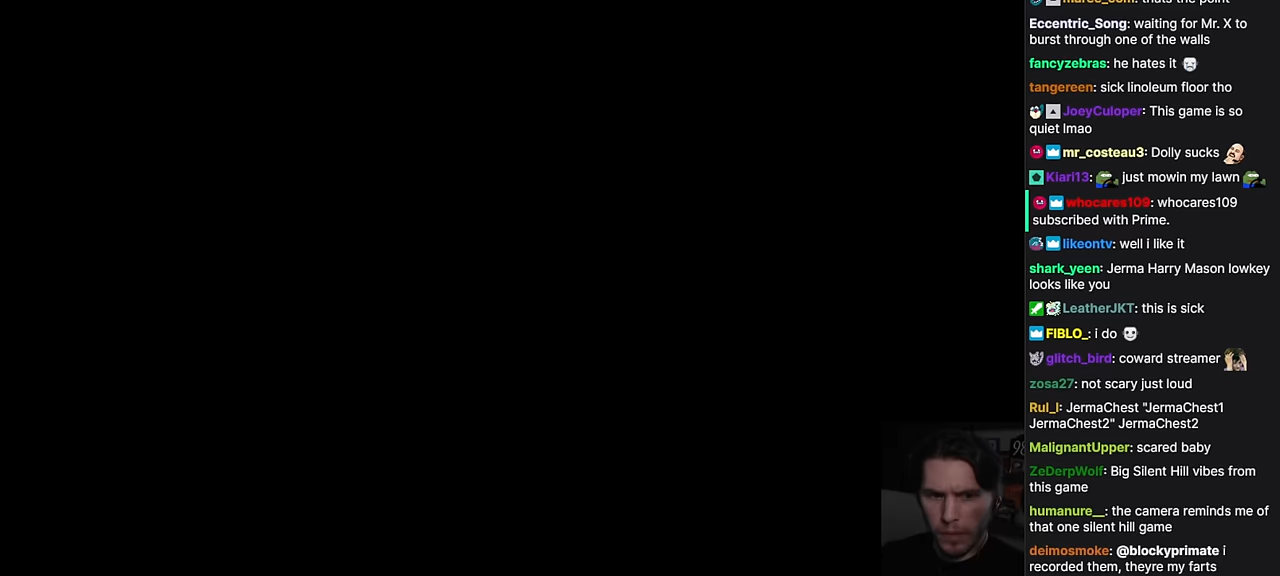 marco_som: thats the point
Eccentric_Song: waiting for Mr. X to
burst through one of the walls
fancyzebras: he hates it
tangereen: sick linoleum floor tho
JoeyCuloper: This game is so
quiet lmao
mr_costeau3: Dolly sucks
Kiari13: just mowin my lawn
whocares109: whocares109
subscribed with Prime.
likeontv: well i like it
shark_yeen: Jerma Harry Mason lowkey
looks like you
LeatherJKT: this is sick
FIBLO_: i do
glitch_bird: coward streamer
zosa27: not scary just loud
Rul_I: JermaChest "JermaChest1
JermaChest2" JermaChest2
MalignantUpper: scared baby
ZeDerpWolf: Big Silent Hill vibes from
this game
humanure__: the camera reminds me of
that one silent hill game
deimosmoke: @blockyprimate i
recorded them, theyre my farts